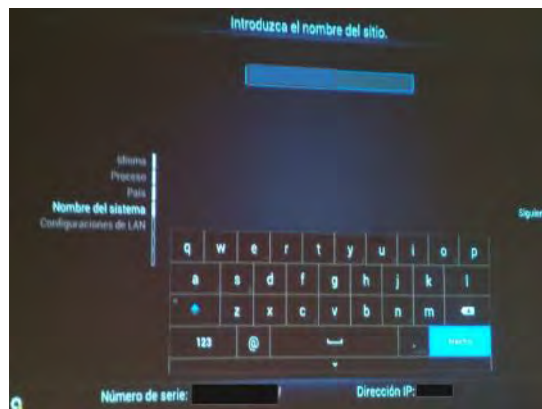 Introduzca el nombre del sitio.
Idioma
Proceso
País
Nombre del sistema
Configuraciones de LAN
q w e r t y u i o p
a s d f g h j k l
z x c v b n m
123 @ .
Número de serie:
Dirección IP: